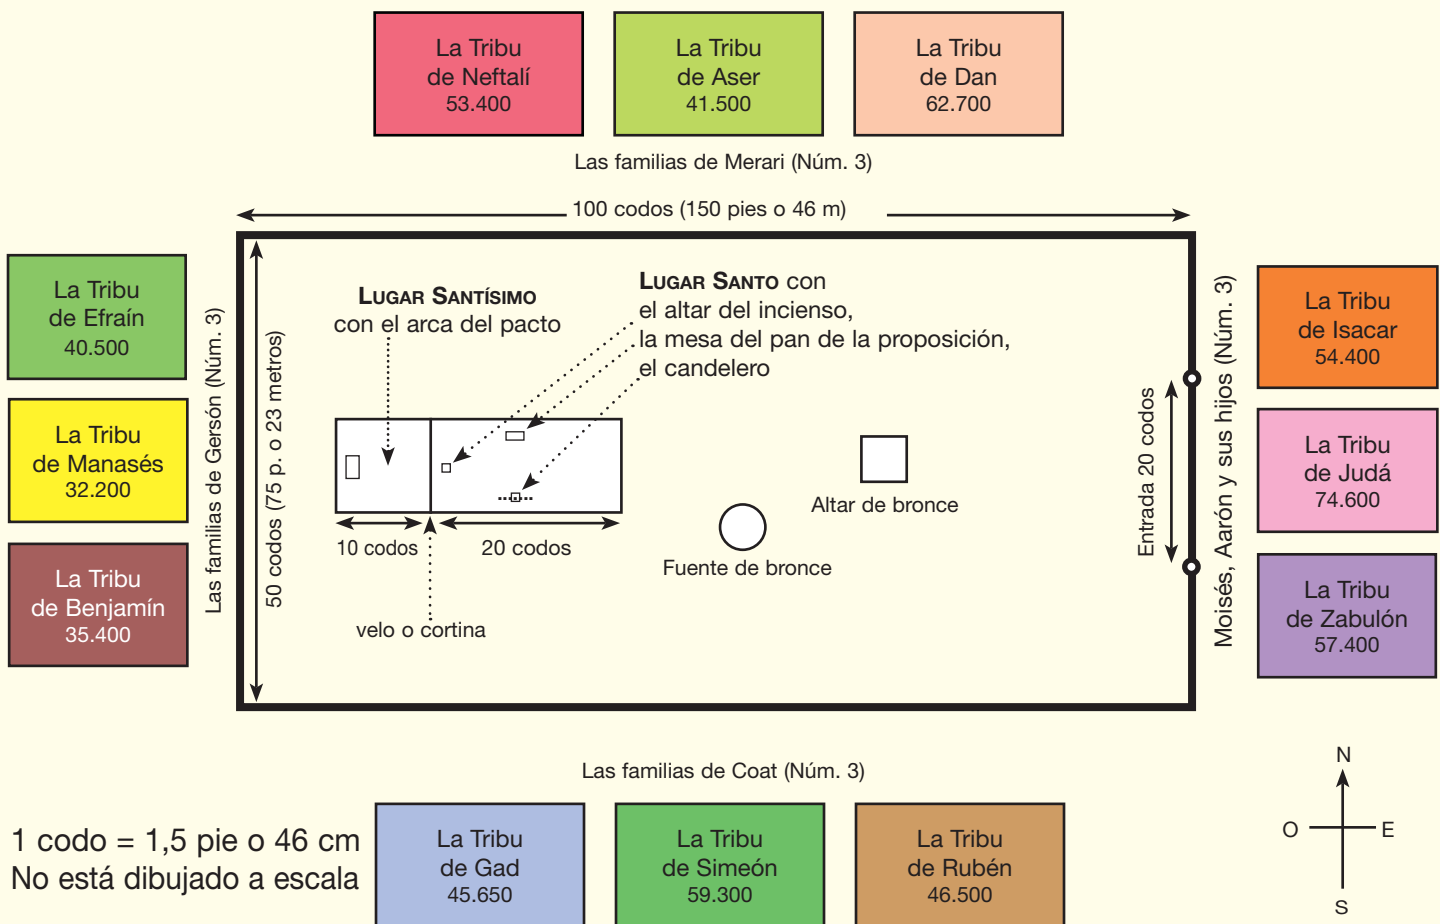 La Tribu
de Neftalí
53.400
La Tribu
de Aser
41.500
La Tribu
de Dan
62.700
Las familias de Merari (Núm. 3)
100 codos (150 pies o 46 m)
La Tribu
de Efraín
40.500
La Tribu
de Manasés
32.200
La Tribu
de Benjamín
35.400
Las familias de Gersón (Núm. 3)
50 codos (75 p. o 23 metros)
LUGAR SANTÍSIMO
con el arca del pacto
LUGAR SANTO con
el altar del incienso,
la mesa del pan de la proposición,
el candelero
10 codos
20 codos
velo o cortina
Altar de bronce
Fuente de bronce
Entrada 20 codos
Moisés, Aarón y sus hijos (Núm. 3)
La Tribu
de Isacar
54.400
La Tribu
de Judá
74.600
La Tribu
de Zabulón
57.400
Las familias de Coat (Núm. 3)
1 codo = 1,5 pie o 46 cm
No está dibujado a escala
La Tribu
de Gad
45.650
La Tribu
de Simeón
59.300
La Tribu
de Rubén
46.500
N
O
E
S